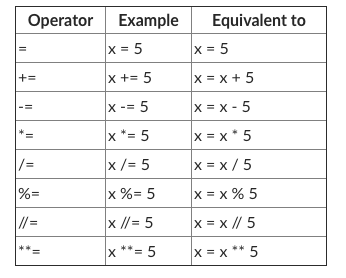 Operator Example Equivalent to
= x = 5 x = 5
+= x += 5 x = x + 5
-= x -= 5 x = x - 5
*= x *= 5 x = x * 5
/= x /= 5 x = x / 5
%= x %= 5 x = x % 5
//= x //= 5 x = x // 5
**= x **= 5 x = x ** 5